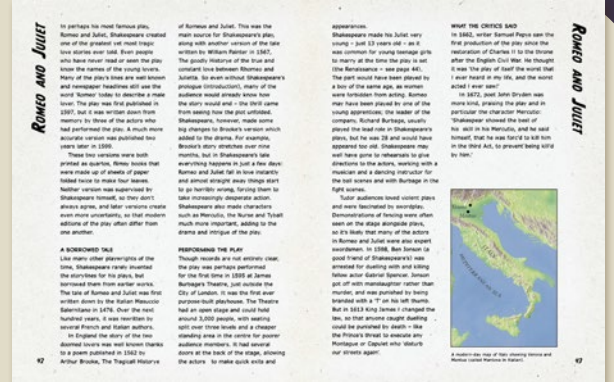 ROMEO AND JULIET
In perhaps his most famous play,
Romeo and Juliet, Shakespeare created
one of the greatest yet most tragic
love stories ever told. Even people
who have never read or seen the play
know the names of the young lovers.
Many of the play's lines are well known
and newspaper headlines still use the
word 'Romeo' today to describe a male
lover. The play was first published in
1597, but it was written down from
memory by three of the actors who
had performed the play. A much more
accurate version was published two
years later in 1599.
These two versions were both
printed as quartos, flimsy books that
were made up of sheets of paper
folded twice to make four leaves.
Neither version was supervised by
Shakespeare himself, so they don't
always agree, and later versions create
even more uncertainty, so that modern
editions of the play often differ from
one another.
A BORROWED TALE
Like many other playwrights of the
time, Shakespeare rarely invented
the storylines for his plays, but
borrowed them from earlier works.
The tale of Romeo and Juliet was first
written down by the Italian Masuccio
Salernitano in 1476. Over the next
hundred years, it was rewritten by
several French and Italian authors.
In England the story of the two
doomed lovers was well known thanks
to a poem published in 1562 by
Arthur Brooke, The Tragicall Historye
of Romeus and Juliet. This was the
main source for Shakespeare's play,
along with another version of the tale
written by William Painter in 1567,
The goodly Historye of the true and
constant love between Rhomeo and
Julietta. So even without Shakespeare's
prologue (introduction), many of the
audience would already know how
the story would end – the thrill came
from seeing how the plot unfolded.
Shakespeare, however, made some
big changes to Brooke's version which
added to the drama. For example,
Brooke's story stretches over nine
months, but in Shakespeare's tale
everything happens in just a few days:
Romeo and Juliet fall in love instantly
and almost straight away things start
to go horribly wrong, forcing them to
take increasingly desperate action.
Shakespeare also made characters
such as Mercutio, the Nurse and Tybalt
much more important, adding to the
drama and intrigue of the play.
PERFORMING THE PLAY
Though records are not entirely clear,
the play was perhaps performed
for the first time in 1595 at James
Burbage's Theatre, just outside the
City of London. It was the first ever
purpose-built playhouse. The Theatre
had an open stage and could hold
around 3,000 people, with seating
split over three levels and a cheaper
standing area in the centre for poorer
audience members. It had several
doors at the back of the stage, allowing
the actors to make quick exits and
appearances.
Shakespeare made his Juliet very
young – just 13 years old – as it
was common for young teenage girls
to marry at the time the play is set
(the Renaissance – see page 44).
The part would have been played by
a boy of the same age, as women
were forbidden from acting. Romeo
may have been played by one of the
young apprentices; the leader of the
company, Richard Burbage, usually
played the lead role in Shakespeare's
plays, but he was 28 and would have
appeared too old. Shakespeare may
well have gone to rehearsals to give
directions to the actors, working with a
musician and a dancing instructor for
the ball scenes and with Burbage in the
fight scenes.
Tudor audiences loved violent plays
and were fascinated by swordplay.
Demonstrations of fencing were often
seen on the stage alongside plays,
so it's likely that many of the actors
in Romeo and Juliet were also expert
swordsmen. In 1598, Ben Jonson (a
good friend of Shakespeare's) was
arrested for dueling with and killing
fellow actor Gabriel Spencer. Jonson
got off with manslaughter rather than
murder, and was punished by being
branded with a 'T' on his left thumb.
But in 1613 King James I changed the
law, so that anyone caught duelling
could be punished by death – like
the Prince's threat to execute any
Montague or Capulet who 'disturb
our streets again'.
WHAT THE CRITICS SAID
In 1662, writer Samuel Pepys saw the
first production of the play since the
restoration of Charles II to the throne
after the English Civil War. He thought
it was 'the play of itself the worst that
I ever heard in my life, and the worst
acted I ever saw!'
In 1672, poet John Dryden was
more kind, praising the play and in
particular the character Mercutio:
'Shakespear showed the best of
his skill in his Mercutio, and he said
himself, that he was forc'd to kill him
in the third Act, to prevent being kill'd
by him.'
ROMEO AND JULIET
ITALY
MEDITERRANEAN SEA
A modern-day map of Italy showing Verona and
Mantua (called Mantova in Italian).
47